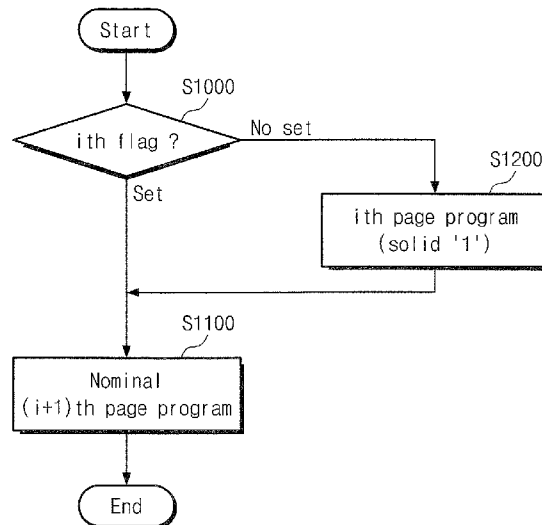 Start
S1000
ith flag ?
No set
Set
S1200
ith page program
(solid '1')
S1100
Nominal
(i+1)th page program
End